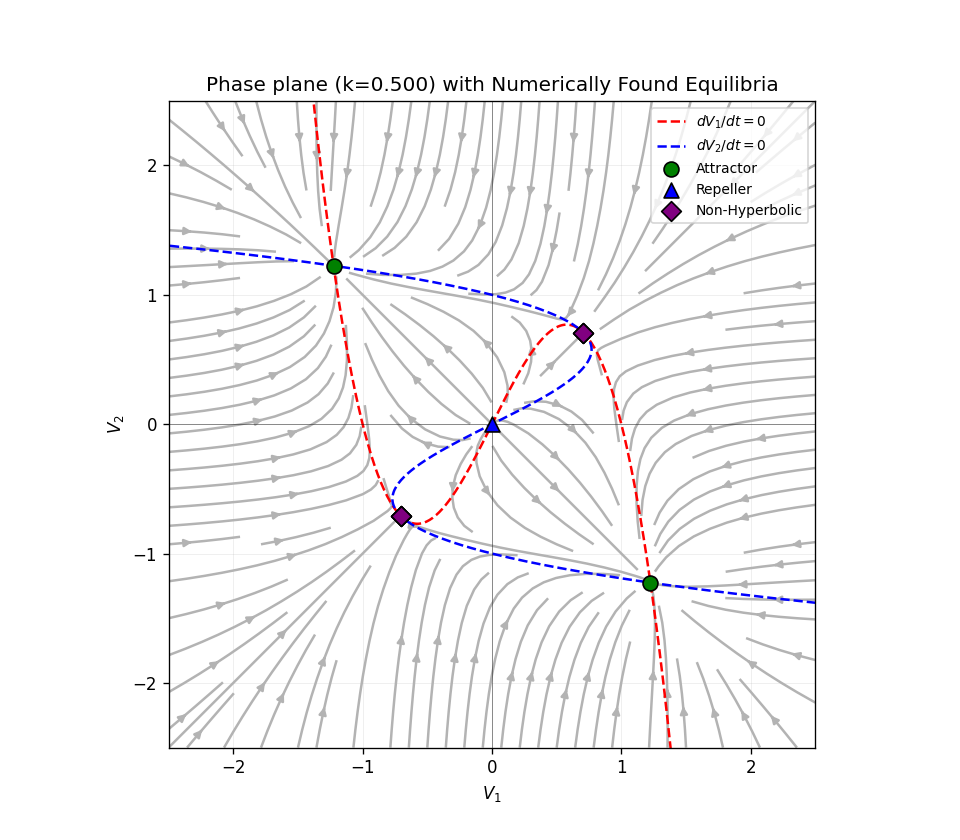 Phase plane (k=0.500) with Numerically Found Equilibria
dV₁/dt = 0
dV₂/dt = 0
Attractor
Repeller
Non-Hyperbolic
2
1
0
−1
−2
V₂
−2
−1
0
1
2
V₁